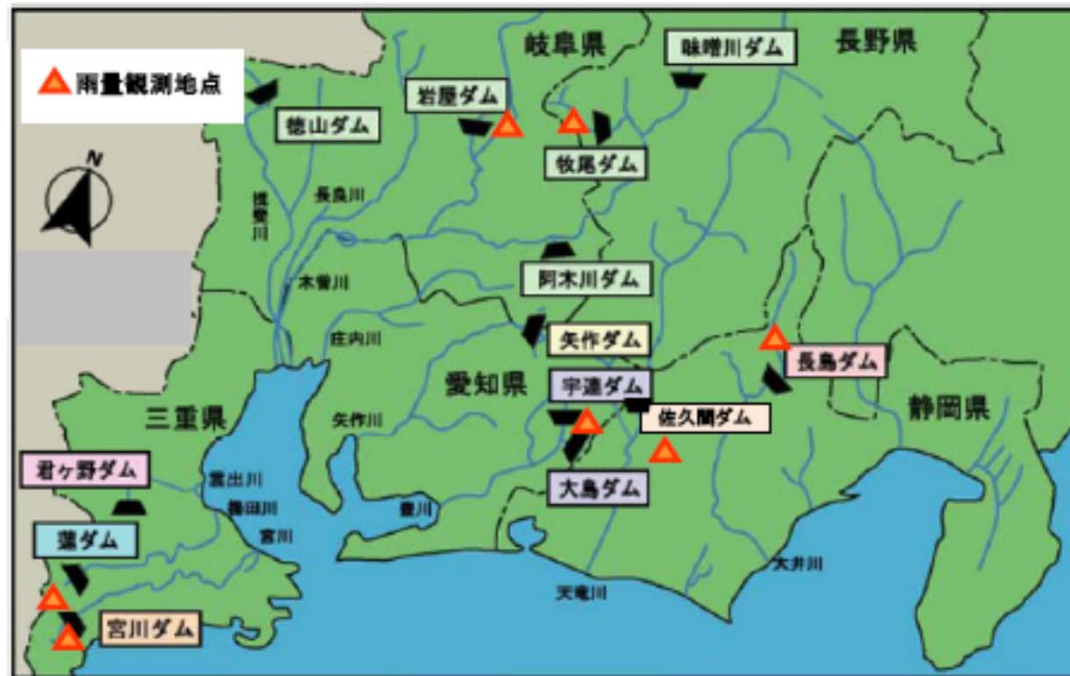 雨量観測地点
岐阜県
味噌川ダム
長野県
岩屋ダム
徳山ダム
牧尾ダム
N
長良川
揖斐川
阿木川ダム
木曽川
庄内川
矢作ダム
長島ダム
愛知県
宇連ダム
三重県
矢作川
佐久間ダム
静岡県
君ヶ野ダム
雲出川
大島ダム
櫛田川
豊川
蓮ダム
宮川
大井川
天竜川
宮川ダム